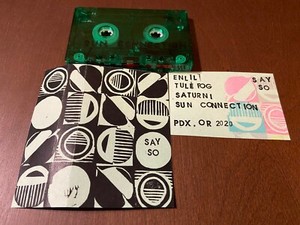 ENLIL!
TULE FOG
SATURNI
SUN CONNECTION
PDX, OR 2020
SAY
SO
SAY
SO